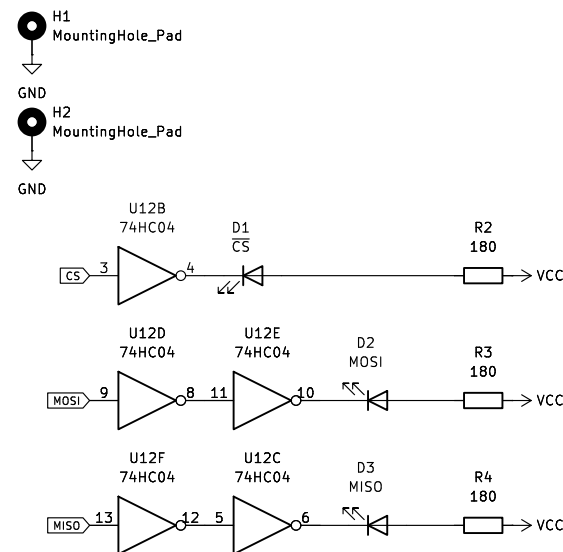 H1
MountingHole_Pad
GND
H2
MountingHole_Pad
GND
U12B
74HC04
D1
CS
R2
180
CS
3
4
VCC
U12D
74HC04
U12E
74HC04
D2
MOSI
R3
180
MOSI
9
8
11
10
VCC
U12F
74HC04
U12C
74HC04
D3
MISO
R4
180
MISO
13
12
5
6
VCC